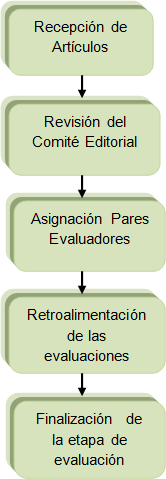 Recepción de
Artículos
Revisión del
Comité Editorial
Asignación Pares
Evaluadores
Retroalimentación
de las
evaluaciones
Finalización de
la etapa de
evaluación